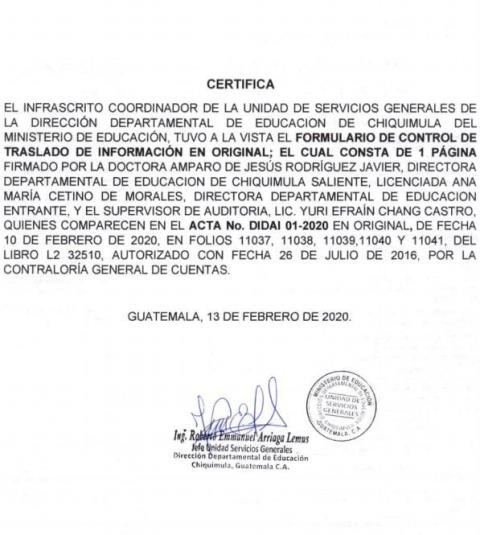 CERTIFICA
EL INFRASCRITO COORDINADOR DE LA UNIDAD DE SERVICIOS GENERALES DE
LA DIRECCIÓN DEPARTAMENTAL DE EDUCACION DE CHIQUIMULA DEL
MINISTERIO DE EDUCACIÓN, TUVO A LA VISTA EL FORMULARIO DE CONTROL DE
TRASLADO DE INFORMACIÓN EN ORIGINAL; EL CUAL CONSTA DE 1 PÁGINA
FIRMADO POR LA DOCTORA AMPARO DE JESÚS RODRÍGUEZ JAVIER, DIRECTORA
DEPARTAMENTAL DE EDUCACION DE CHIQUIMULA SALIENTE, LICENCIADA ANA
MARÍA CETINO DE MORALES, DIRECTORA DEPARTAMENTAL DE EDUCACION
ENTRANTE, Y EL SUPERVISOR DE AUDITORIA, LIC. YURI EFRAÍN CHANG CASTRO,
QUIENES COMPARECEN EN EL ACTA No. DIDAI 01-2020 EN ORIGINAL, DE FECHA
10 DE FEBRERO DE 2020, EN FOLIOS 11037, 11038, 11039,11040 Y 11041, DEL
LIBRO L2 32510, AUTORIZADO CON FECHA 26 DE JULIO DE 2016, POR LA
CONTRALORÍA GENERAL DE CUENTAS.
GUATEMALA, 13 DE FEBRERO DE 2020.
Ing. Roberto Emmanuel Arriaga Lemus
Jefe Unidad Servicios Generales
Dirección Departamental de Educación
Chiquimula, Guatemala C.A.
MINISTERIO DE EDUCACIÓN
UNIDAD DE
SERVICIOS
GENERALES
GUATEMALA, C.A.